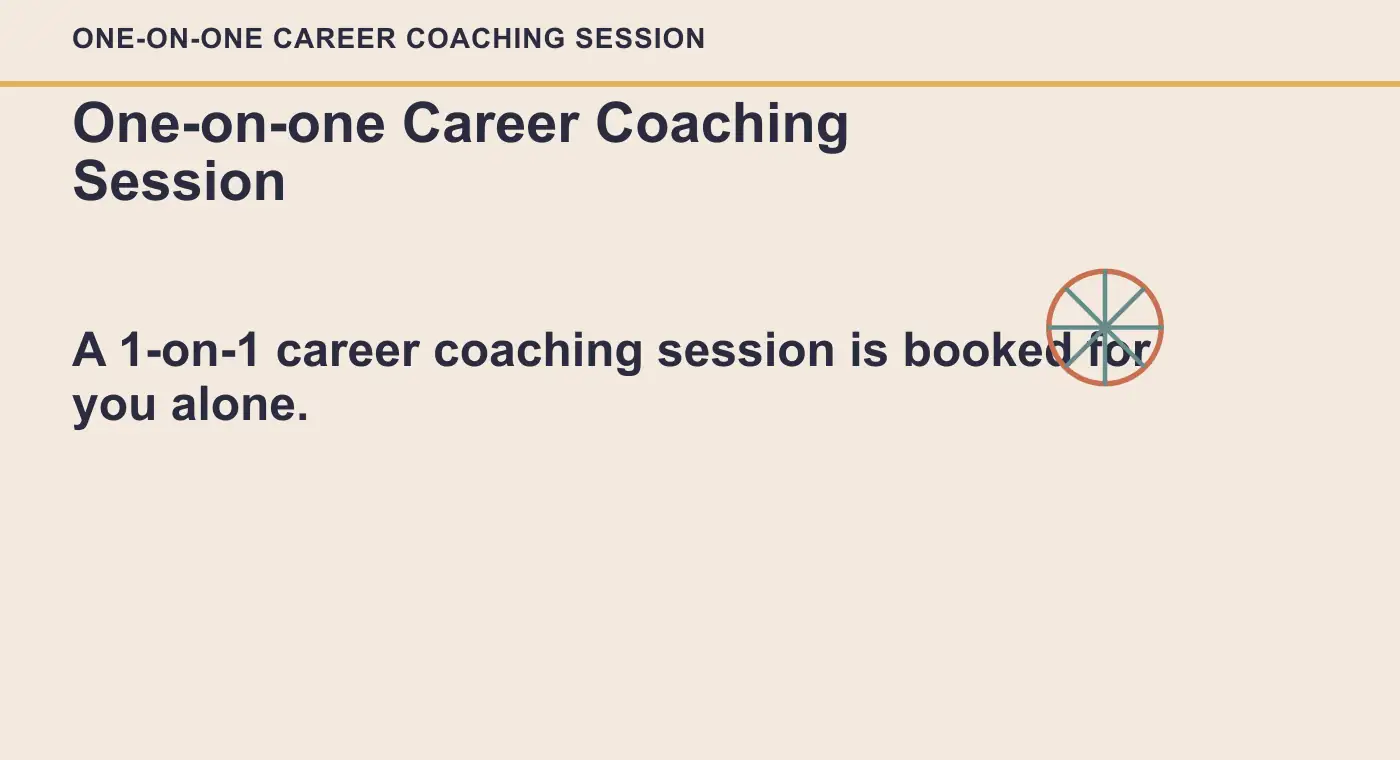 ONE-ON-ONE CAREER COACHING SESSION
One-on-one Career Coaching
Session
A 1-on-1 career coaching session is booked for
you alone.